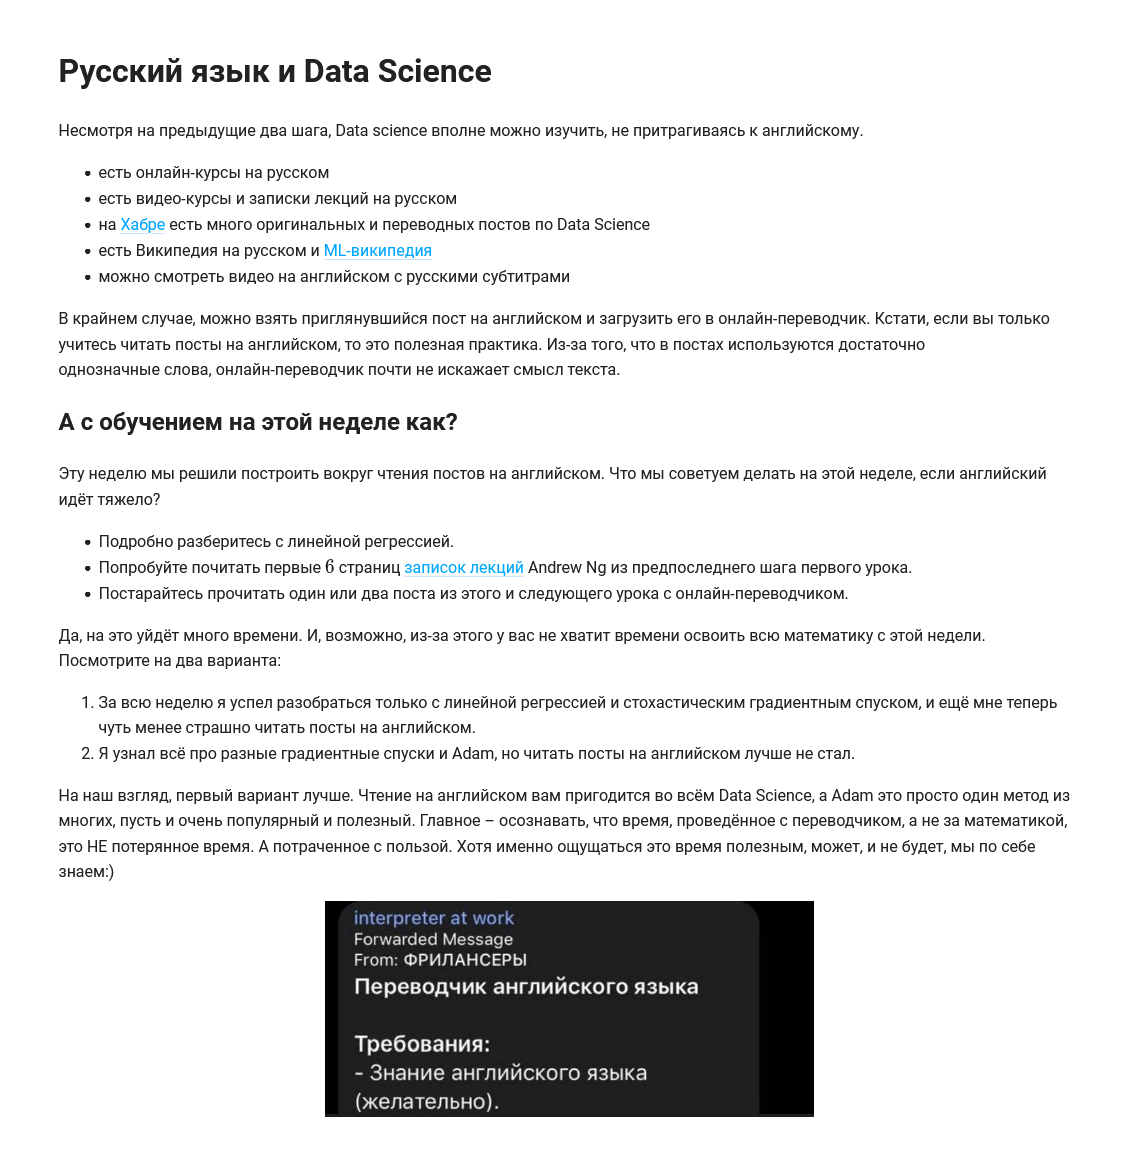 Русский язык и Data Science
Несмотря на предыдущие два шага, Data science вполне можно изучить, не притрагиваясь к английскому.
• есть онлайн-курсы на русском
• есть видео-курсы и записки лекций на русском
• на Хабре есть много оригинальных и переводных постов по Data Science
• есть Википедия на русском и ML-википедия
• можно смотреть видео на английском с русскими субтитрами
В крайнем случае, можно взять приглянувшийся пост на английском и загрузить его в онлайн-переводчик. Кстати, если вы только
учитесь читать посты на английском, то это полезная практика. Из-за того, что в постах используются достаточно
однозначные слова, онлайн-переводчик почти не искажает смысл текста.
А с обучением на этой неделе как?
Эту неделю мы решили построить вокруг чтения постов на английском. Что мы советуем делать на этой неделе, если английский
идёт тяжело?
• Подробно разберитесь с линейной регрессией.
• Попробуйте почитать первые 6 страниц записок лекций Andrew Ng из предпоследнего шага первого урока.
• Постарайтесь прочитать один или два поста из этого и следующего урока с онлайн-переводчиком.
Да, на это уйдёт много времени. И, возможно, из-за этого у вас не хватит времени освоить всю математику с этой недели.
Посмотрите на два варианта:
1. За всю неделю я успел разобраться только с линейной регрессией и стохастическим градиентным спуском, и ещё мне теперь
чуть менее страшно читать посты на английском.
2. Я узнал всё про разные градиентные спуски и Adam, но читать посты на английском лучше не стал.
На наш взгляд, первый вариант лучше. Чтение на английском вам пригодится во всём Data Science, а Adam это просто один метод из
многих, пусть и очень популярный и полезный. Главное – осознавать, что время, проведённое с переводчиком, а не за математикой,
это НЕ потерянное время. А потраченное с пользой. Хотя именно ощущаться это время полезным, может, и не будет, мы по себе
знаем:)
interpreter at work
Forwarded Message
From: ФРИЛАНСЕРЫ
Переводчик английского языка
Требования:
- Знание английского языка
(желательно).